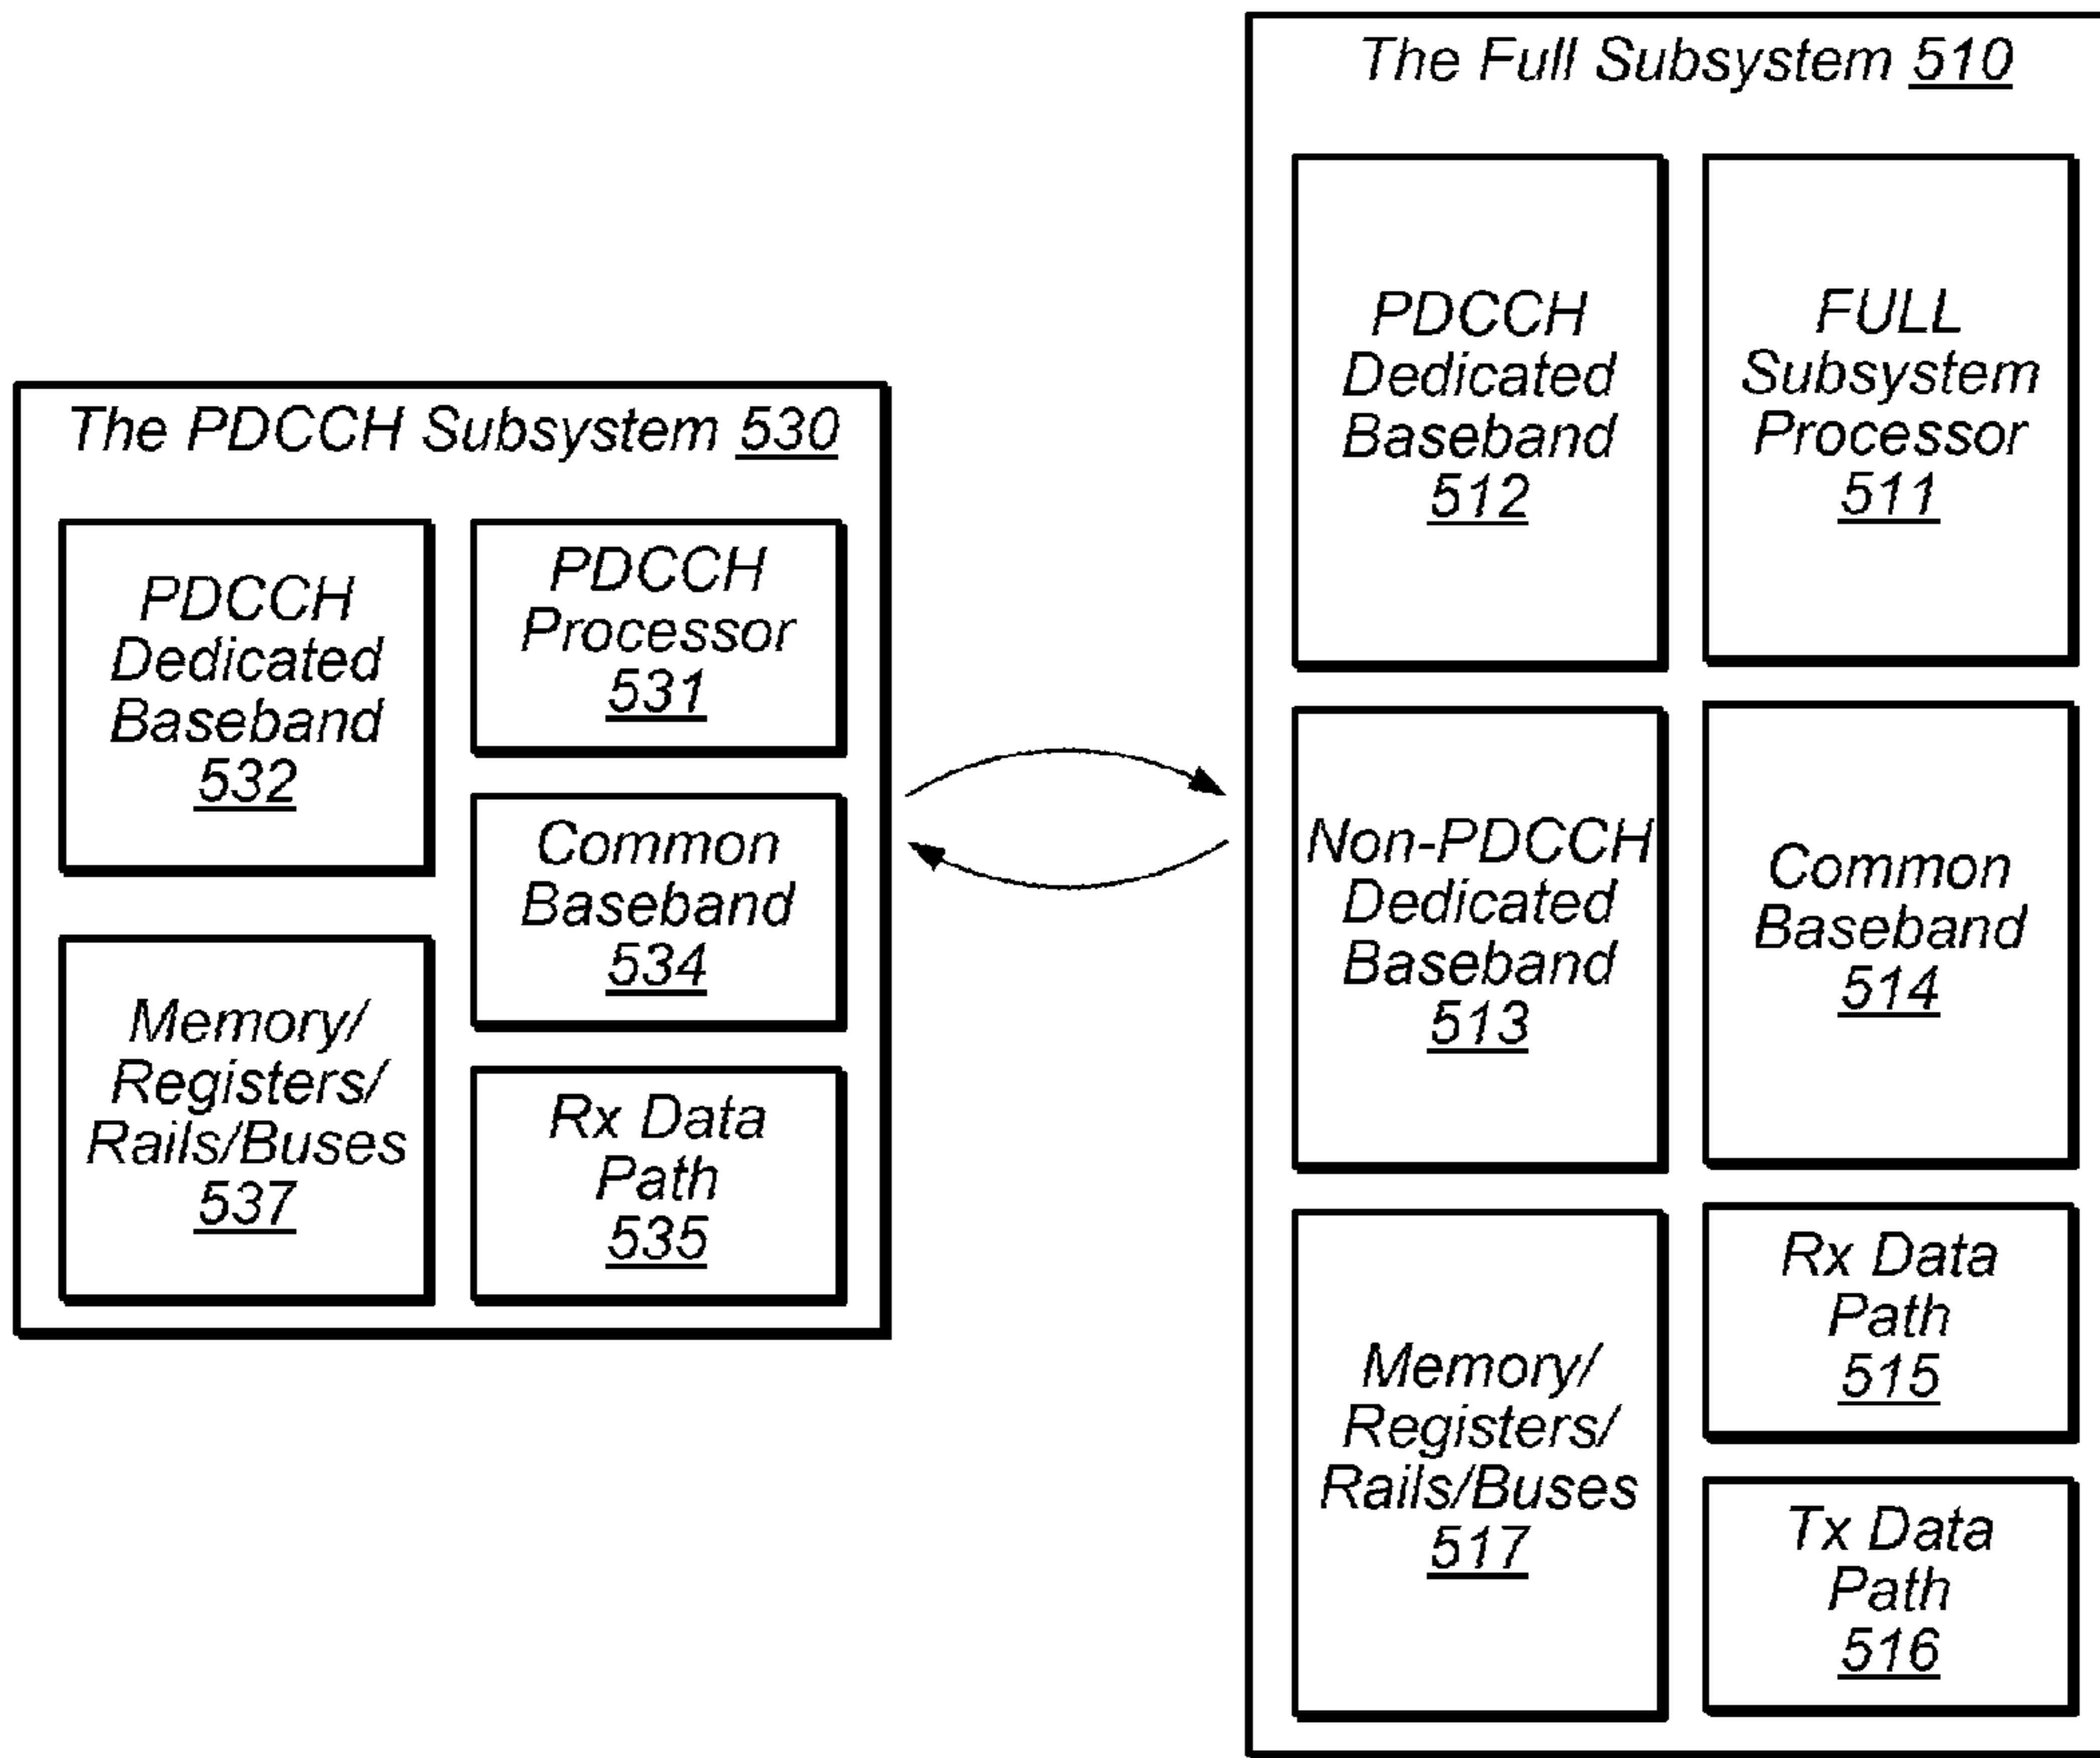 The PDCCH Subsystem 530
PDCCH
Dedicated
Baseband
532
PDCCH
Processor
531
Common
Baseband
534
Memory/
Registers/
Rails/Buses
537
Rx Data
Path
535
The Full Subsystem 510
PDCCH
Dedicated
Baseband
512
FULL
Subsystem
Processor
511
Non-PDCCH
Dedicated
Baseband
513
Common
Baseband
514
Memory/
Registers/
Rails/Buses
517
Rx Data
Path
515
Tx Data
Path
516